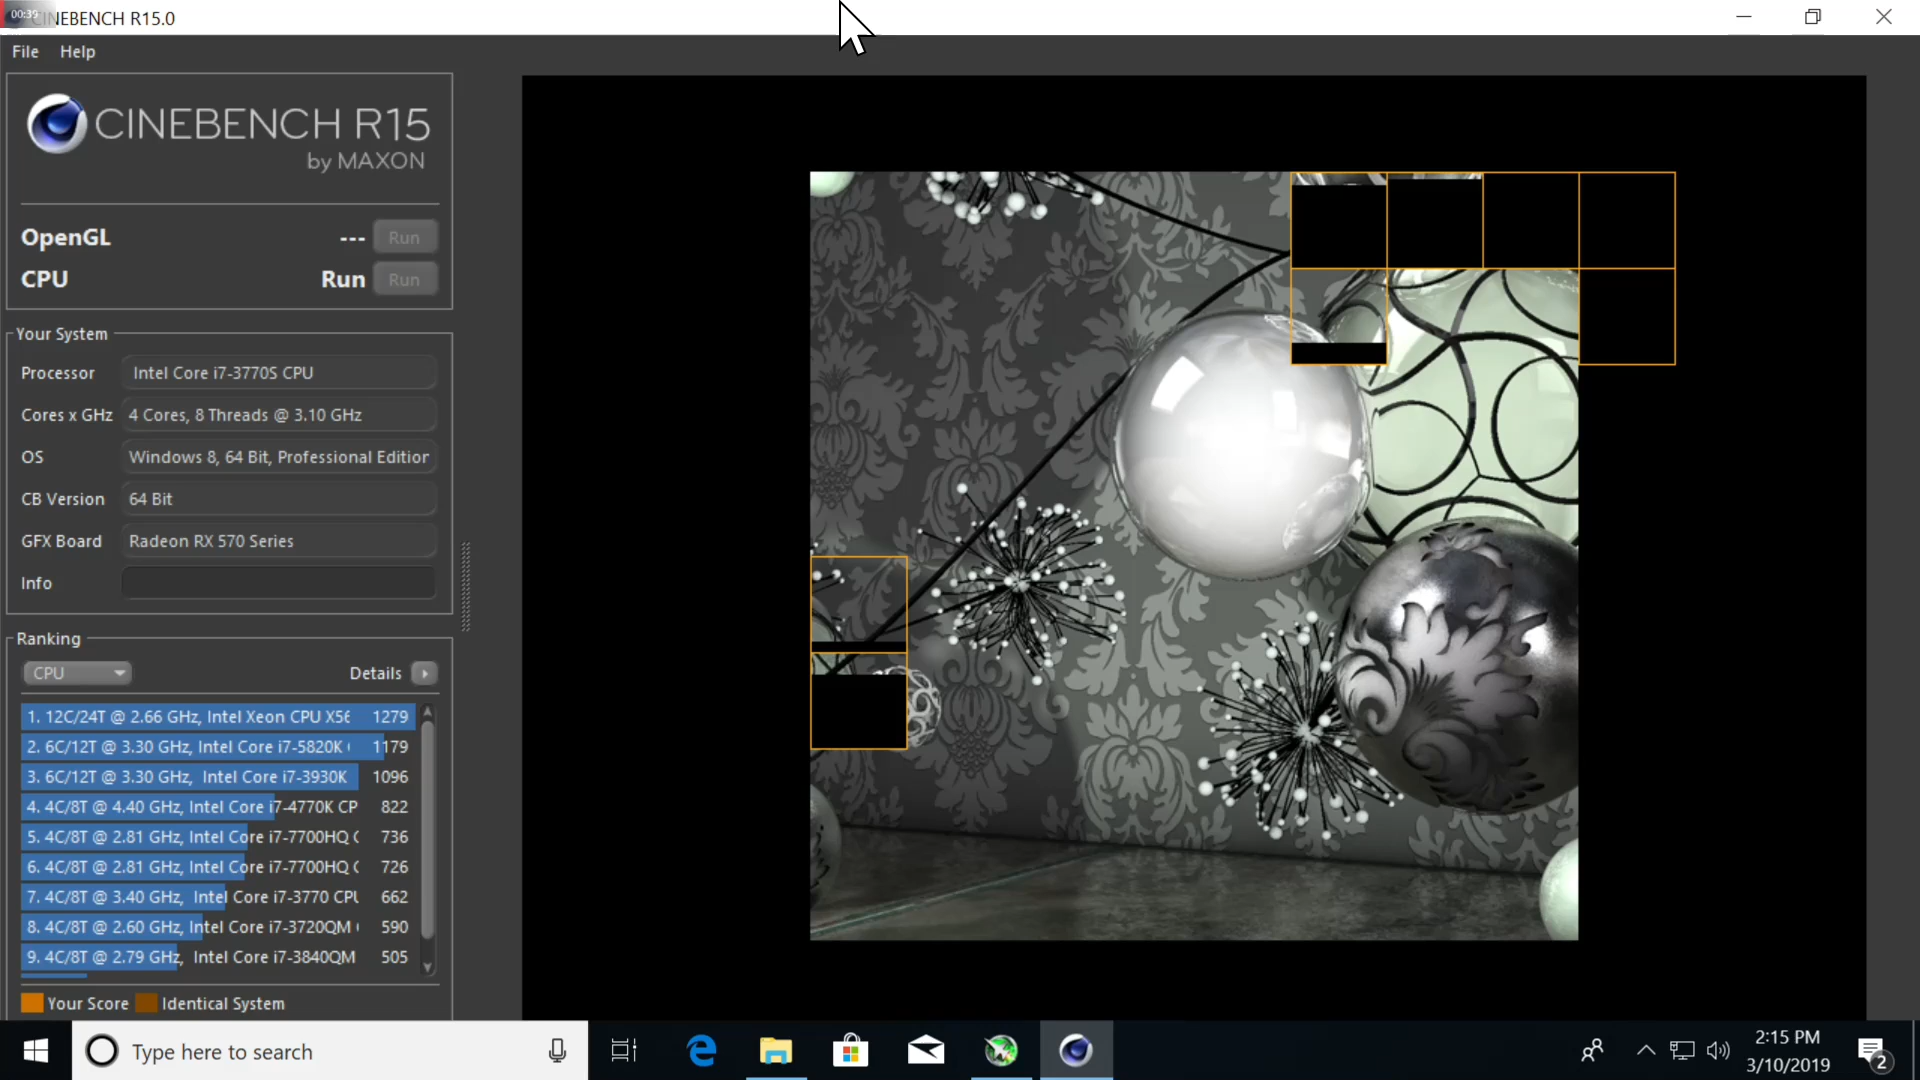 00:39
CINEBENCH R15.0
File Help
CINEBENCH R15
by MAXON
OpenGL --- Run
CPU Run Run
Your System
Processor Intel Core i7-3770S CPU
Cores x GHz 4 Cores, 8 Threads @ 3.10 GHz
OS Windows 8, 64 Bit, Professional Edition
CB Version 64 Bit
GFX Board Radeon RX 570 Series
Info
Ranking
CPU Details
1. 12C/24T @ 2.66 GHz, Intel Xeon CPU X56 1279
2. 6C/12T @ 3.30 GHz, Intel Core i7-5820K 1179
3. 6C/12T @ 3.30 GHz, Intel Core i7-3930K 1096
4. 4C/8T @ 4.40 GHz, Intel Core i7-4770K CP 822
5. 4C/8T @ 2.81 GHz, Intel Core i7-7700HQ C 736
6. 4C/8T @ 2.81 GHz, Intel Core i7-7700HQ C 726
7. 4C/8T @ 3.40 GHz, Intel Core i7-3770 CPU 662
8. 4C/8T @ 2.60 GHz, Intel Core i7-3720QM 590
9. 4C/8T @ 2.79 GHz, Intel Core i7-3840QM 505
Your Score Identical System
Type here to search
2:15 PM
3/10/2019
2